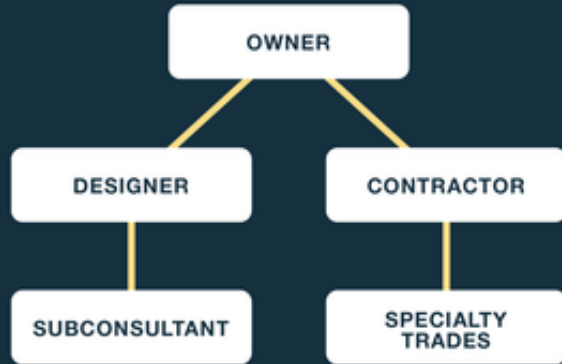 OWNER
DESIGNER
CONTRACTOR
SUBCONSULTANT
SPECIALTY
TRADES